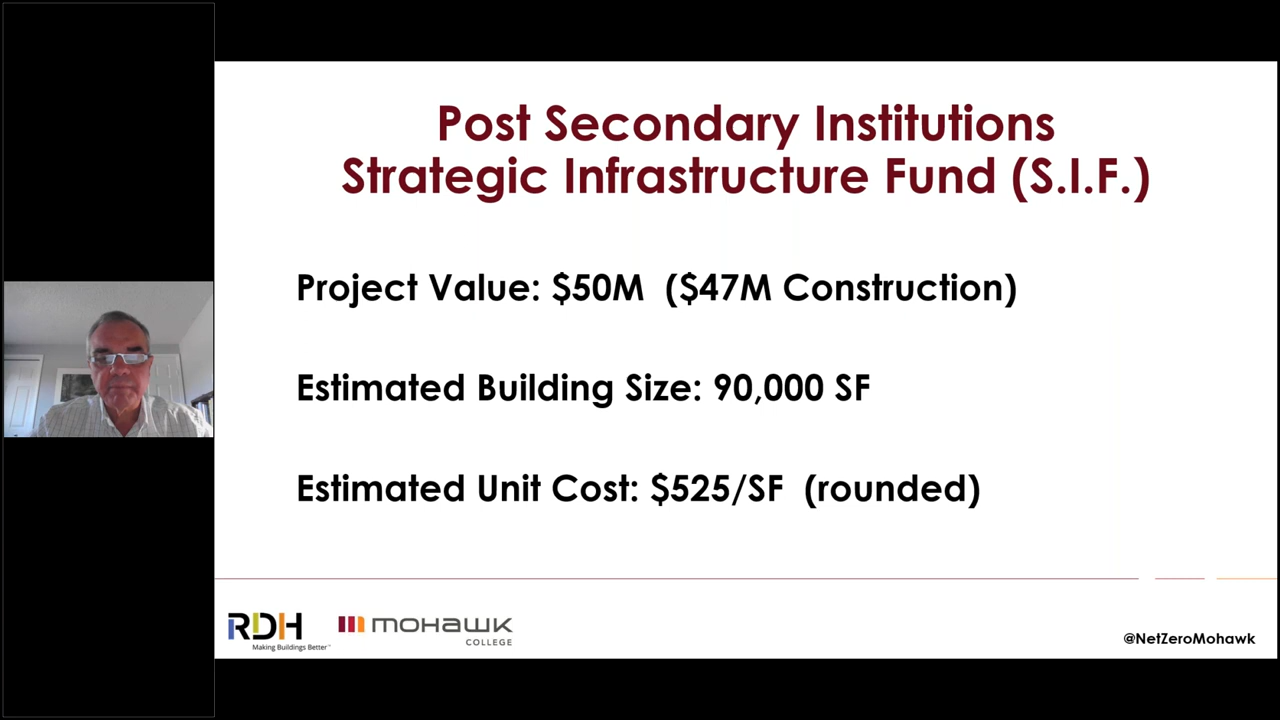 Post Secondary Institutions
Strategic Infrastructure Fund (S.I.F.)
Project Value: $50M ($47M Construction)
Estimated Building Size: 90,000 SF
Estimated Unit Cost: $525/SF (rounded)
RDH
Making Buildings Better™
mohawk
COLLEGE
@NetZeroMohawk